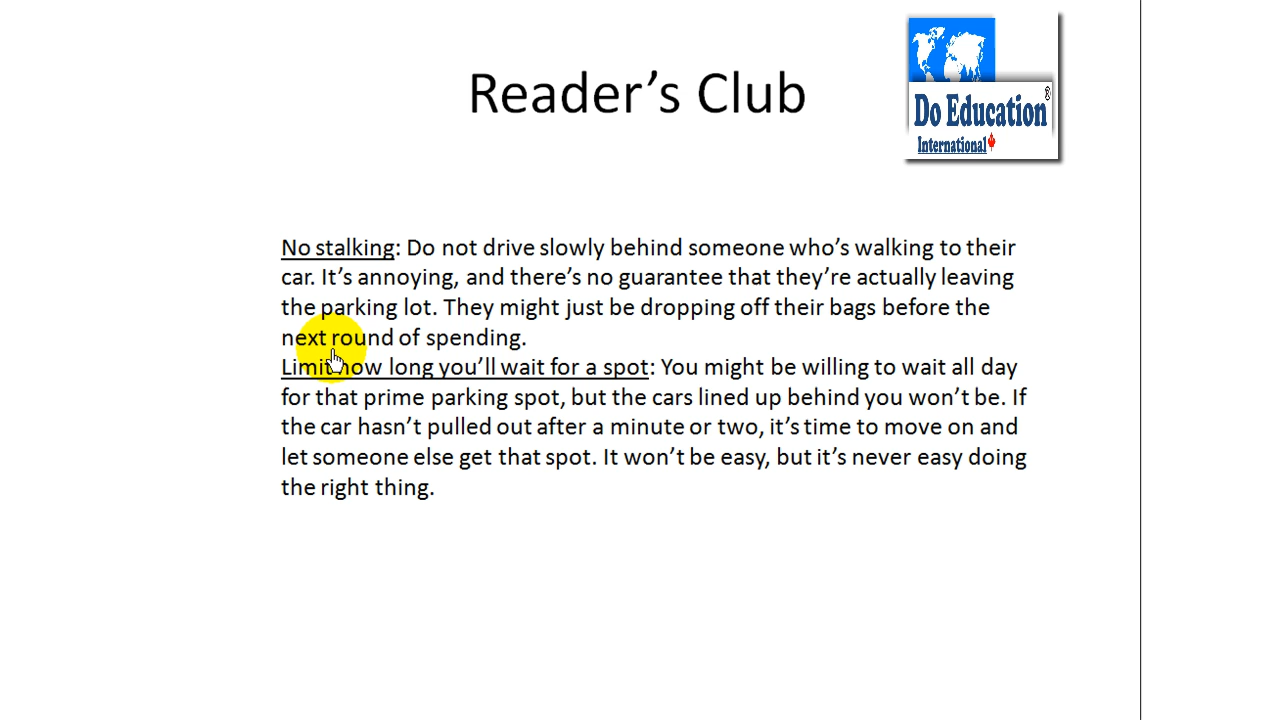 Reader’s Club
Do Education
International
No stalking: Do not drive slowly behind someone who’s walking to their
car. It’s annoying, and there’s no guarantee that they’re actually leaving
the parking lot. They might just be dropping off their bags before the
next round of spending.
Limit how long you’ll wait for a spot: You might be willing to wait all day
for that prime parking spot, but the cars lined up behind you won’t be. If
the car hasn’t pulled out after a minute or two, it’s time to move on and
let someone else get that spot. It won’t be easy, but it’s never easy doing
the right thing.